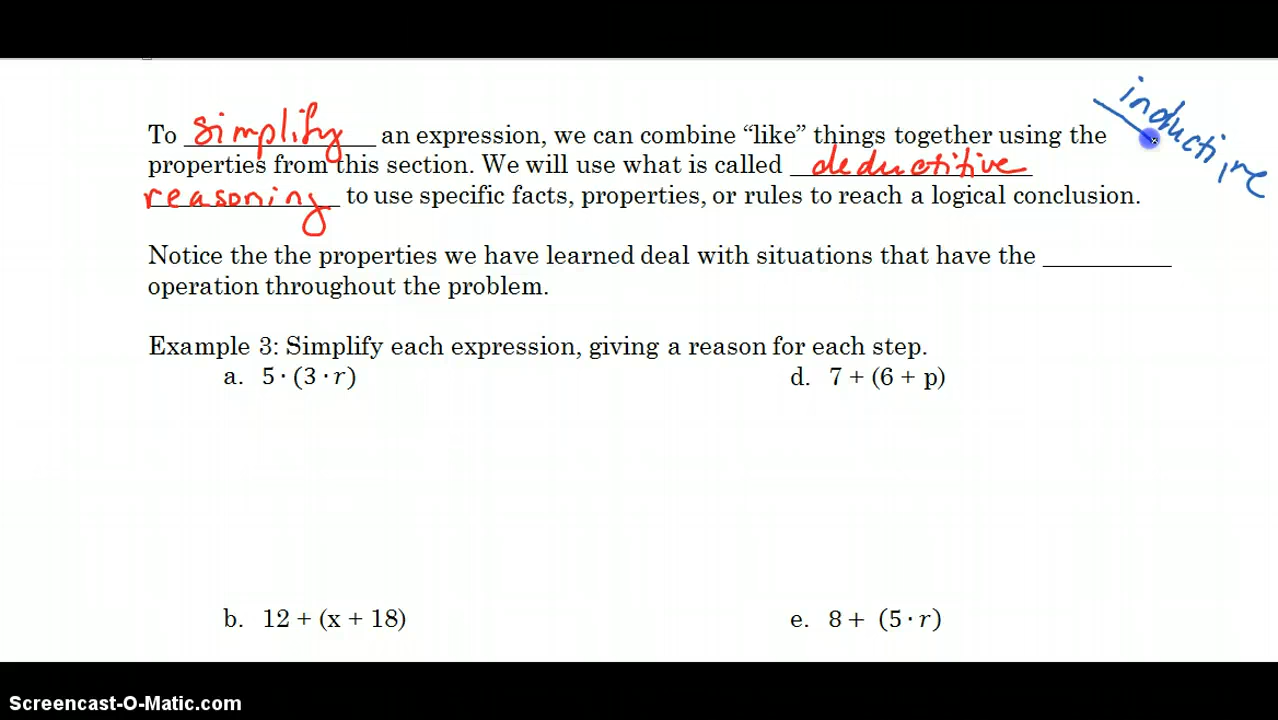 To simplify an expression, we can combine “like” things together using the
inductive
properties from this section. We will use what is called deductitive
reasoning to use specific facts, properties, or rules to reach a logical conclusion.
Notice the the properties we have learned deal with situations that have the __________
operation throughout the problem.
Example 3: Simplify each expression, giving a reason for each step.
a. 5 · (3 · r) d. 7 + (6 + p)
b. 12 + (x + 18) e. 8 + (5 · r)
Screencast-O-Matic.com